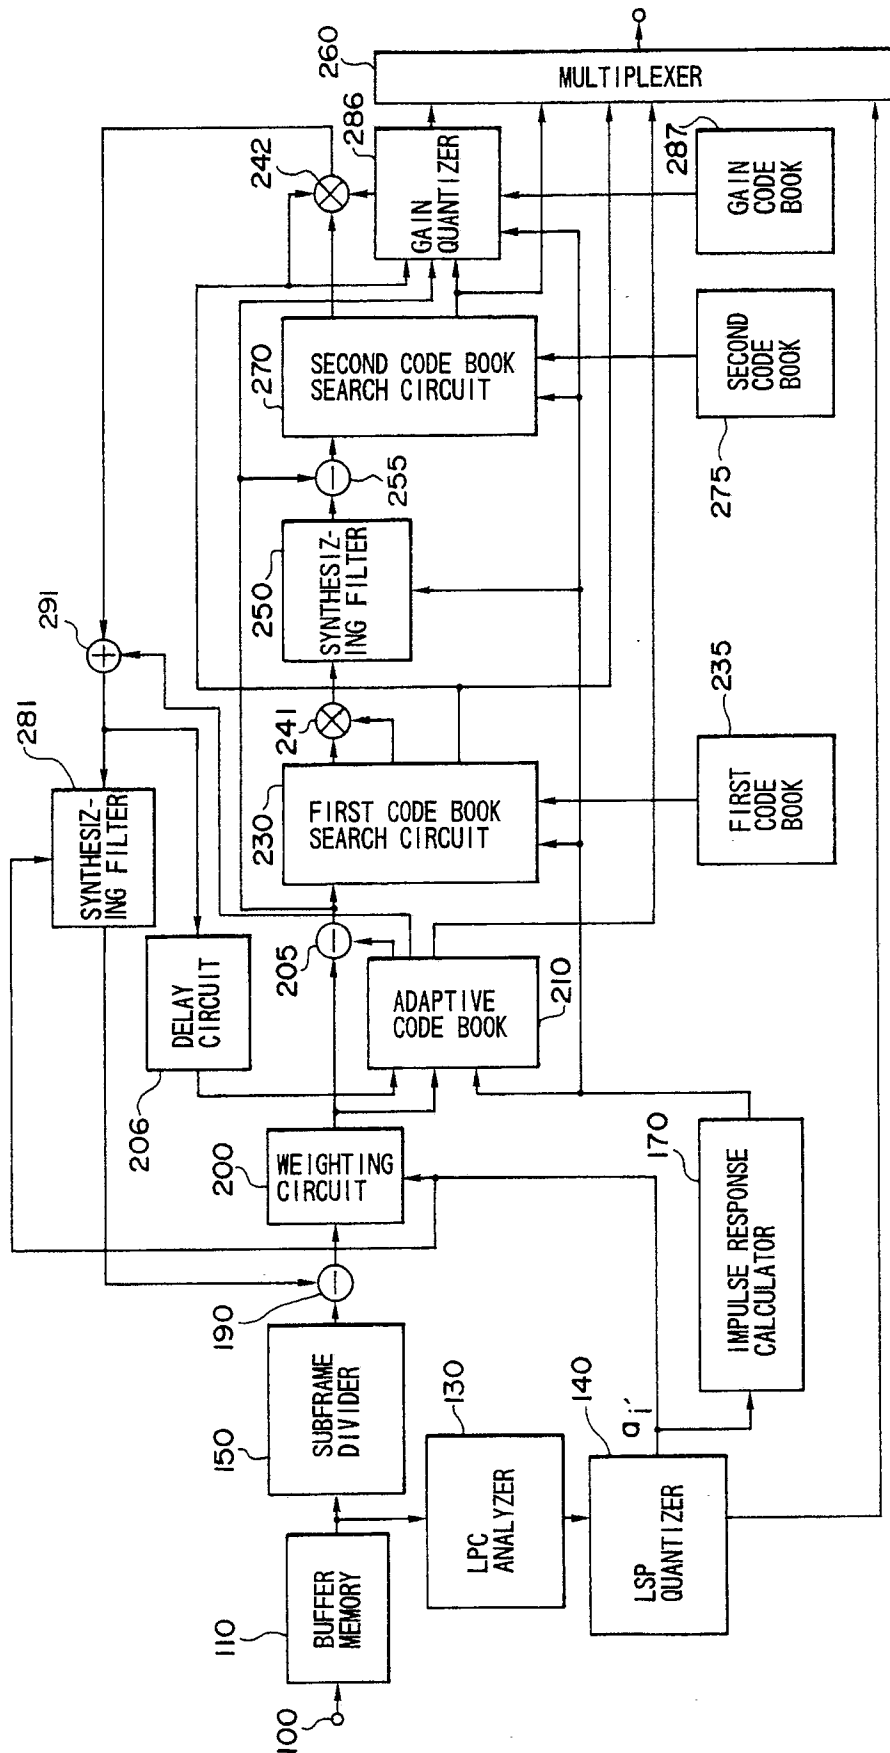 100
110
BUFFER
MEMORY
150
SUBFRAME
DIVIDER
190
130
LPC
ANALYZER
140
LSP
QUANTIZER
ai'
170
IMPULSE RESPONSE
CALCULATOR
200
WEIGHTING
CIRCUIT
206
DELAY
CIRCUIT
205
ADAPTIVE
CODE BOOK
210
281
SYNTHESIZ-
ING FILTER
291
230
FIRST CODE BOOK
SEARCH CIRCUIT
241
235
FIRST
CODE
BOOK
250
SYNTHESIZ-
ING FILTER
255
270
SECOND CODE BOOK
SEARCH CIRCUIT
275
SECOND
CODE
BOOK
242
286
GAIN
QUANTIZER
287
GAIN
CODE
BOOK
260
MULTIPLEXER